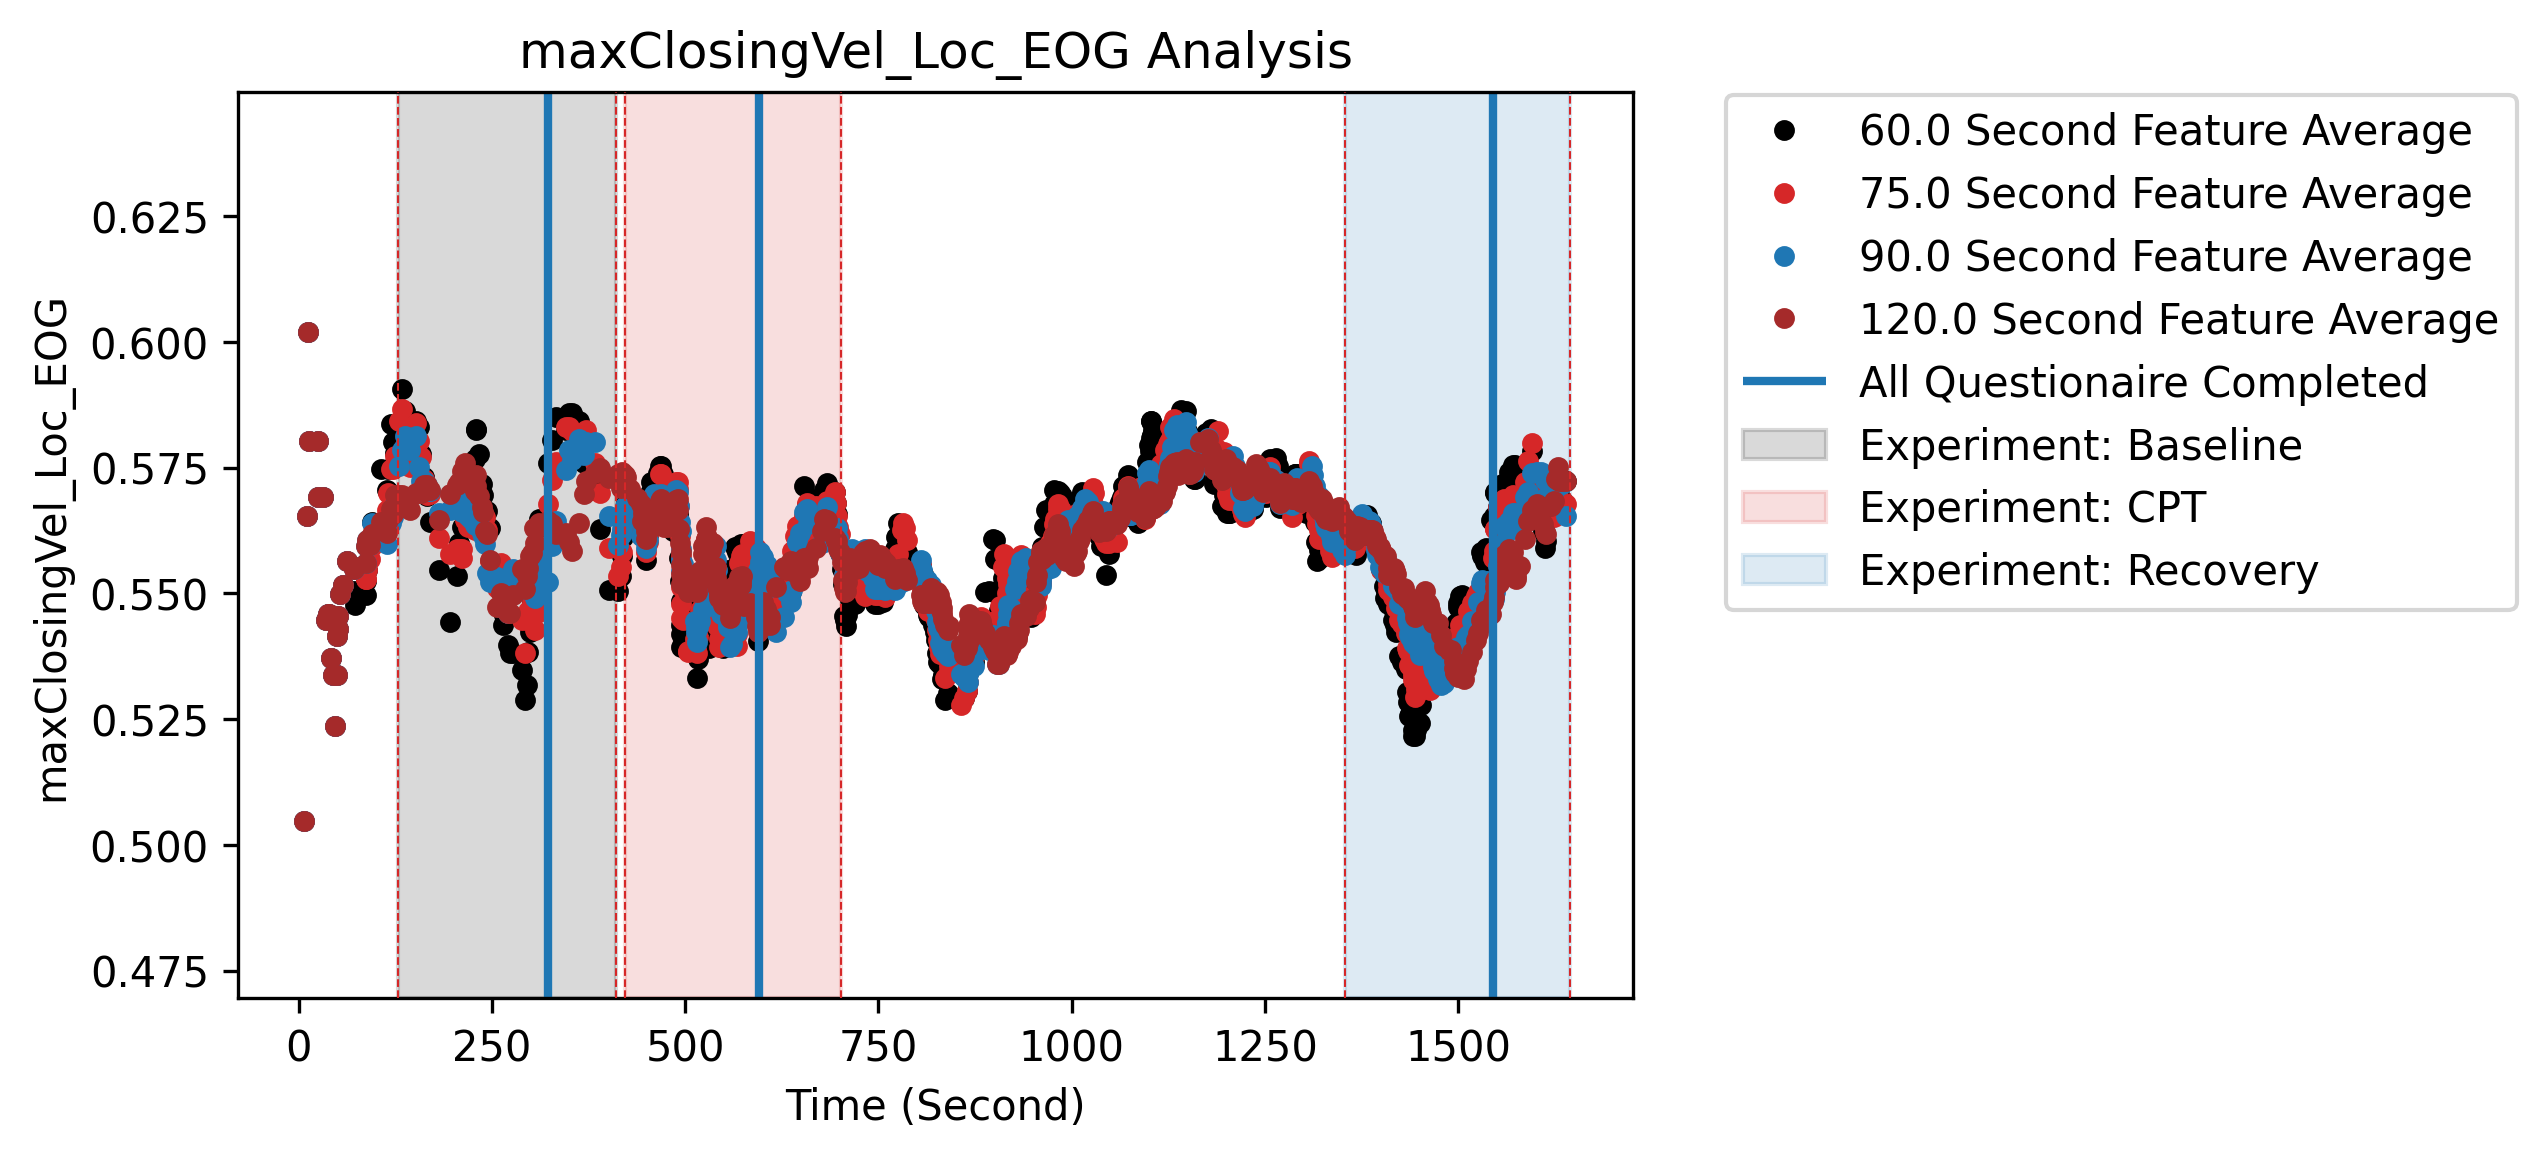 maxClosingVel_Loc_EOG Analysis
maxClosingVel_Loc_EOG
0.625
0.600
0.575
0.550
0.525
0.500
0.475
0 250 500 750 1000 1250 1500
Time (Second)
60.0 Second Feature Average
75.0 Second Feature Average
90.0 Second Feature Average
120.0 Second Feature Average
All Questionaire Completed
Experiment: Baseline
Experiment: CPT
Experiment: Recovery